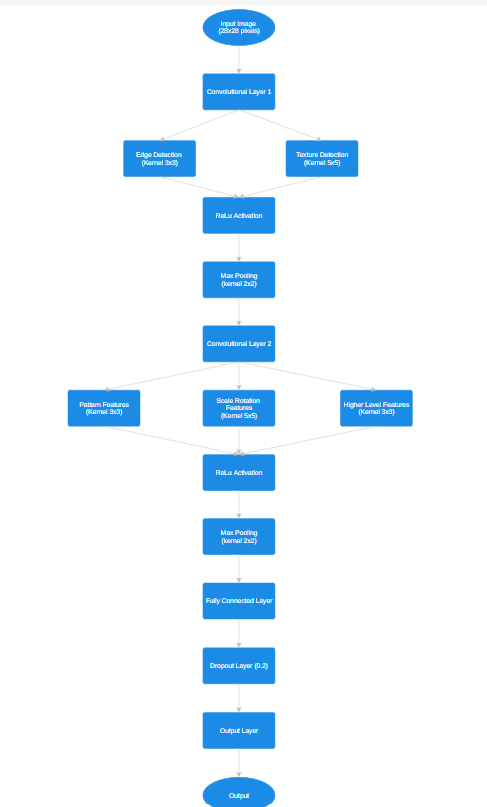 Input Image
(28x28 pixels)
Convolutional Layer 1
Edge Detection
(Kernel 3x3)
Texture Detection
(Kernel 5x5)
ReLu Activation
Max Pooling
(kernel 2x2)
Convolutional Layer 2
Pattern Features
(Kernel 3x3)
Scale Rotation
Features
(Kernel 5x5)
Higher Level Features
(Kernel 3x3)
ReLu Activation
Max Pooling
(kernel 2x2)
Fully Connected Layer
Dropout Layer (0.2)
Output Layer
Output